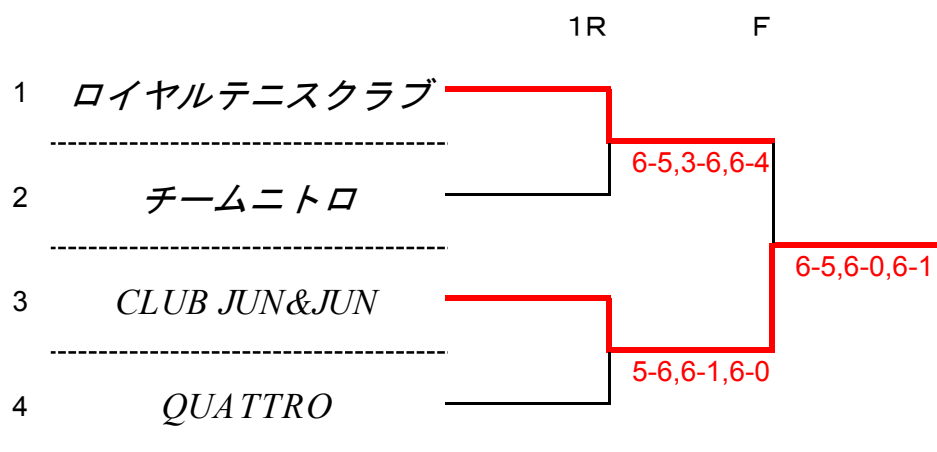 1R F
1 ロイヤルテニスクラブ
6-5,3-6,6-4
2 チームニトロ
6-5,6-0,6-1
3 CLUB JUN&JUN
5-6,6-1,6-0
4 QUATTRO